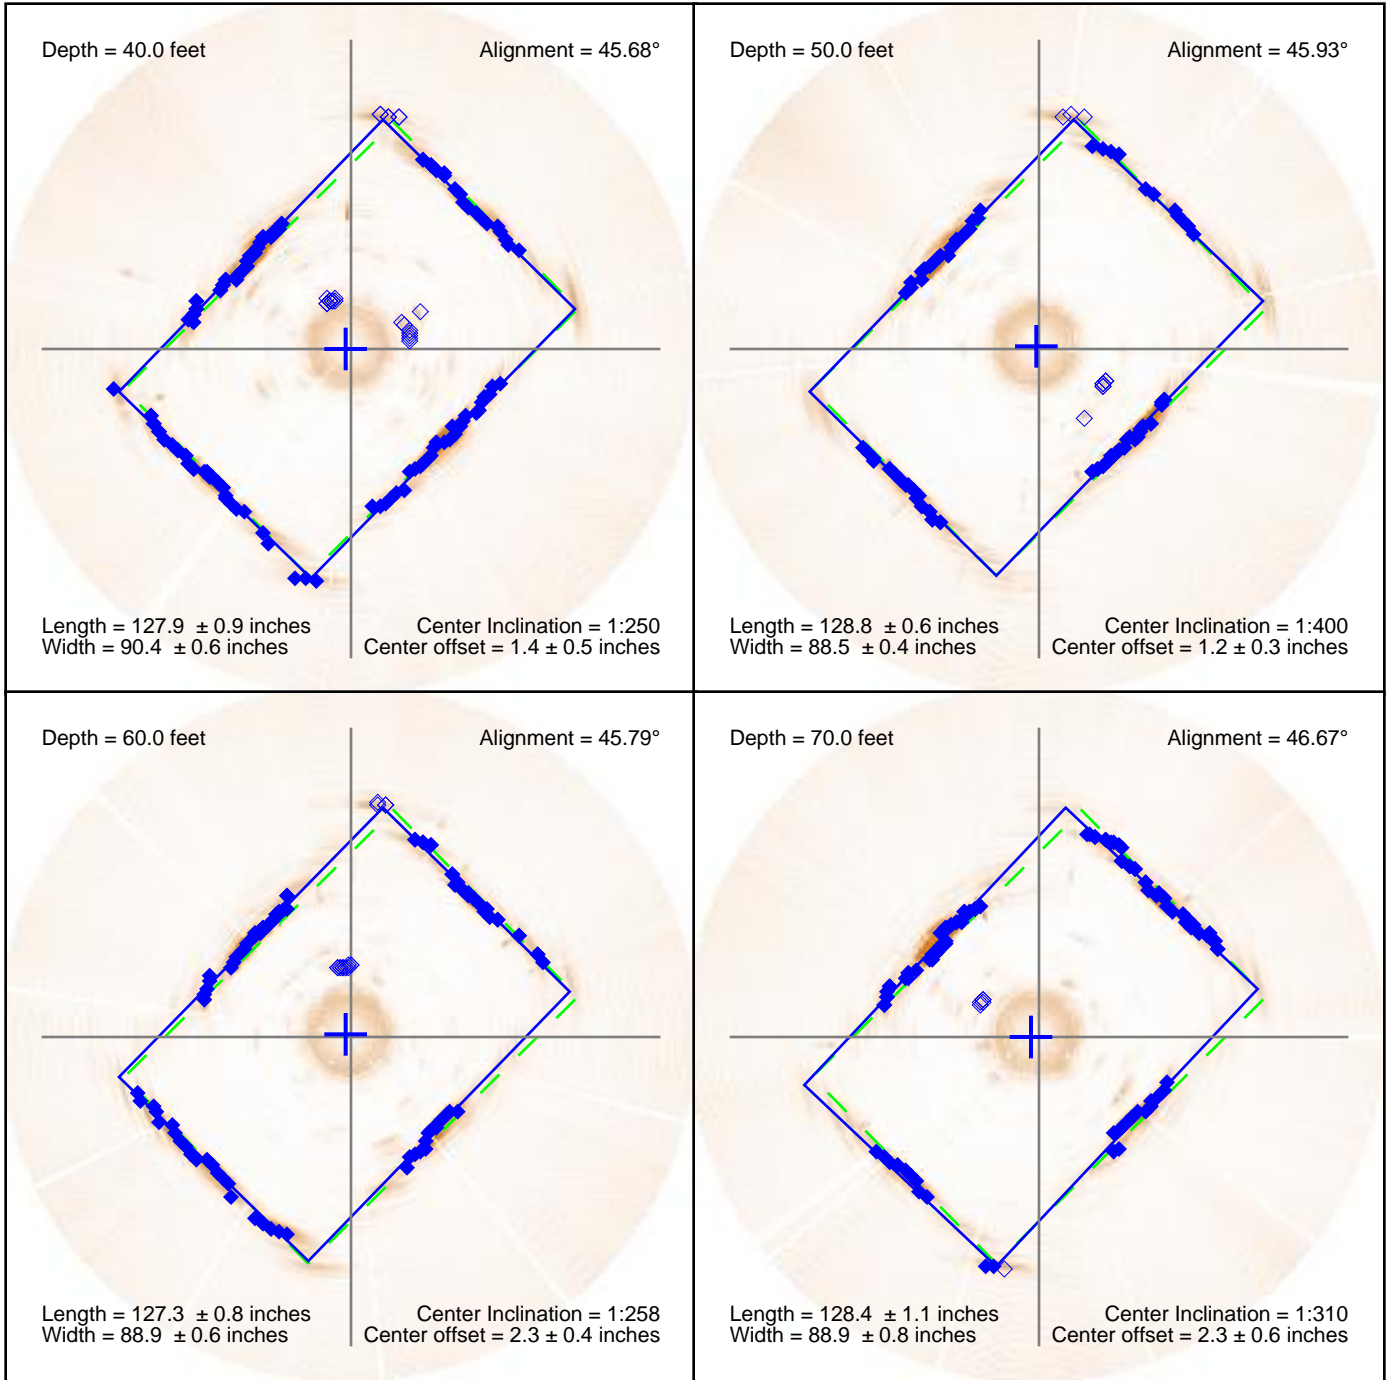 Depth = 40.0 feet Alignment = 45.68°
Length = 127.9 ± 0.9 inches Center Inclination = 1:250
Width = 90.4 ± 0.6 inches Center offset = 1.4 ± 0.5 inches
Depth = 50.0 feet Alignment = 45.93°
Length = 128.8 ± 0.6 inches Center Inclination = 1:400
Width = 88.5 ± 0.4 inches Center offset = 1.2 ± 0.3 inches
Depth = 60.0 feet Alignment = 45.79°
Length = 127.3 ± 0.8 inches Center Inclination = 1:258
Width = 88.9 ± 0.6 inches Center offset = 2.3 ± 0.4 inches
Depth = 70.0 feet Alignment = 46.67°
Length = 128.4 ± 1.1 inches Center Inclination = 1:310
Width = 88.9 ± 0.8 inches Center offset = 2.3 ± 0.6 inches